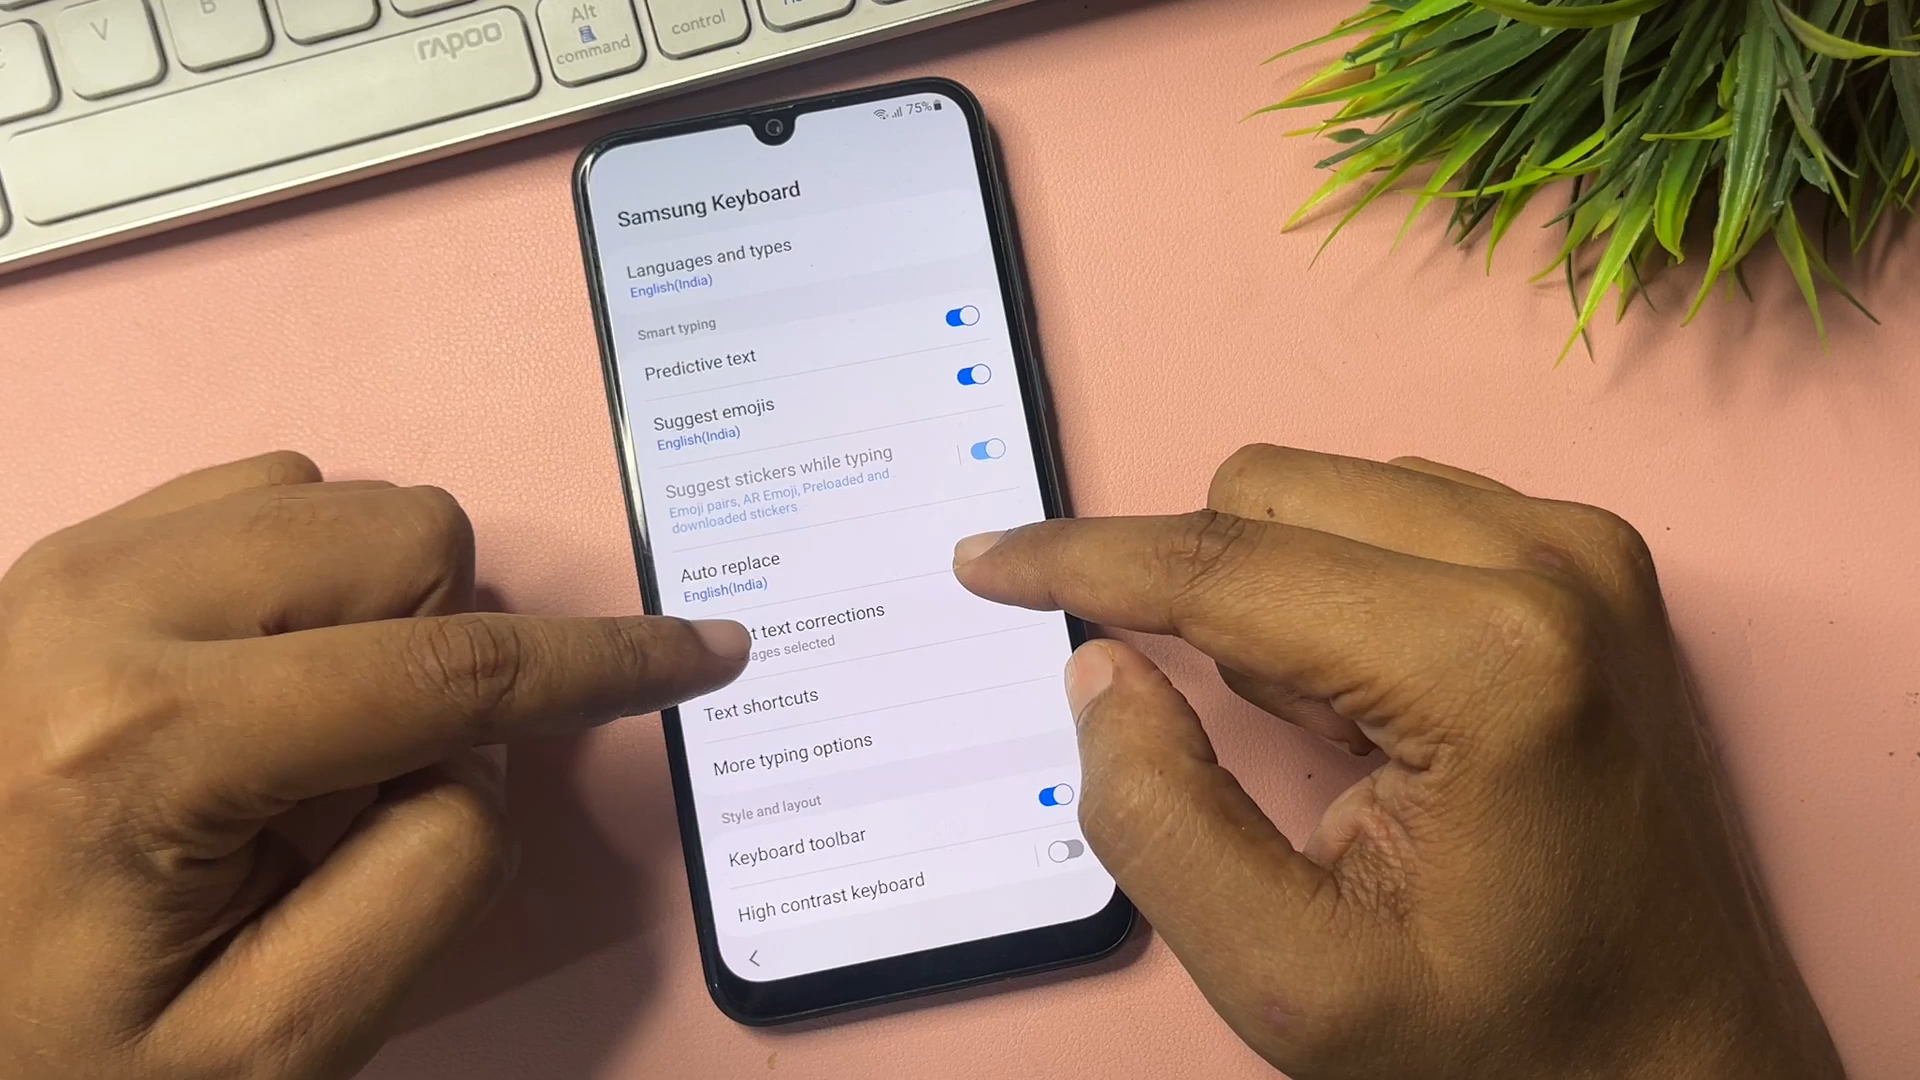 V
B
rapoo
Alt
command
control
75%
Samsung Keyboard
Languages and types
English(India)
Smart typing
Predictive text
Suggest emojis
English(India)
Suggest stickers while typing
Emoji pairs, AR Emoji, Preloaded and
downloaded stickers
Auto replace
English(India)
text corrections
selected
Text shortcuts
More typing options
Style and layout
Keyboard toolbar
High contrast keyboard